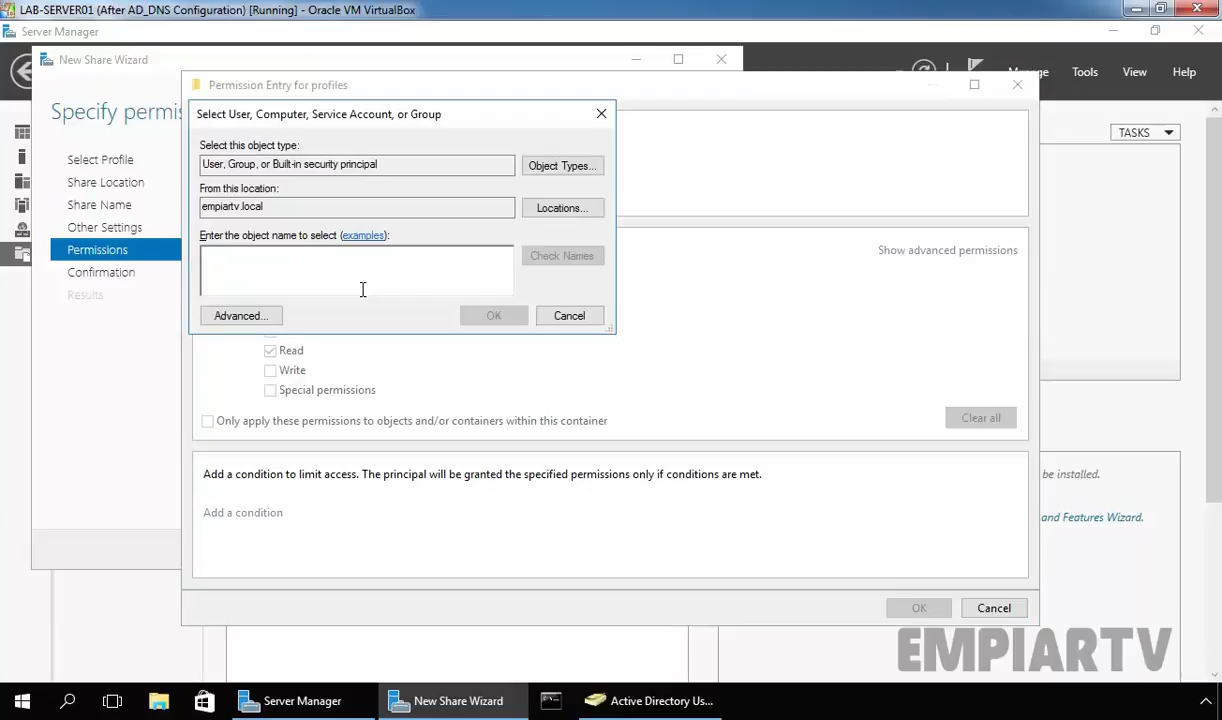 LAB-SERVER01 (After AD_DNS Configuration) [Running] - Oracle VM VirtualBox
Server Manager
New Share Wizard
Manage Tools View Help
Permission Entry for profiles
Specify permis
Select User, Computer, Service Account, or Group
TASKS
Select this object type:
Select Profile
User, Group, or Built-in security principal
Object Types...
Share Location
From this location:
Share Name
empiartv.local
Locations...
Other Settings
Enter the object name to select (examples):
Permissions
Check Names
Show advanced permissions
Confirmation
Results
Advanced...
OK
Cancel
Read
Write
Special permissions
Only apply these permissions to objects and/or containers within this container
Clear all
Add a condition to limit access. The principal will be granted the specified permissions only if conditions are met.
be installed.
Add a condition
and Features Wizard.
OK
Cancel
EMPIARTV
Server Manager
New Share Wizard
Active Directory Us...